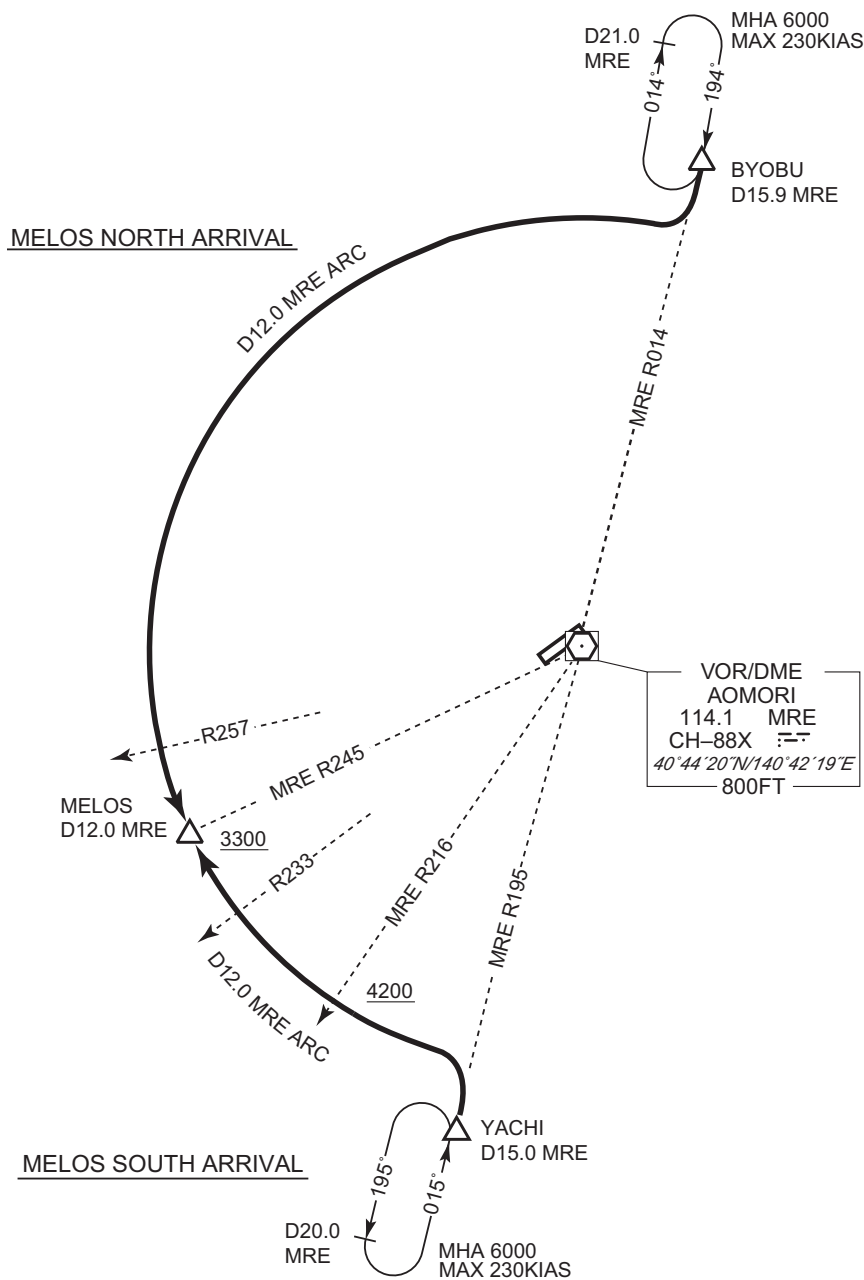 D21.0
MRE
MHA 6000
MAX 230KIAS
014°
194°
BYOBU
D15.9 MRE
MELOS NORTH ARRIVAL
D12.0 MRE ARC
MRE R014
VOR/DME
AOMORI
114.1 MRE
CH–88X
40°44´20˝N/140°42´19˝E
800FT
R257
MRE R245
MELOS
D12.0 MRE
3300
R233
MRE R216
MRE R195
D12.0 MRE ARC
4200
YACHI
D15.0 MRE
MELOS SOUTH ARRIVAL
195°
015°
D20.0
MRE
MHA 6000
MAX 230KIAS